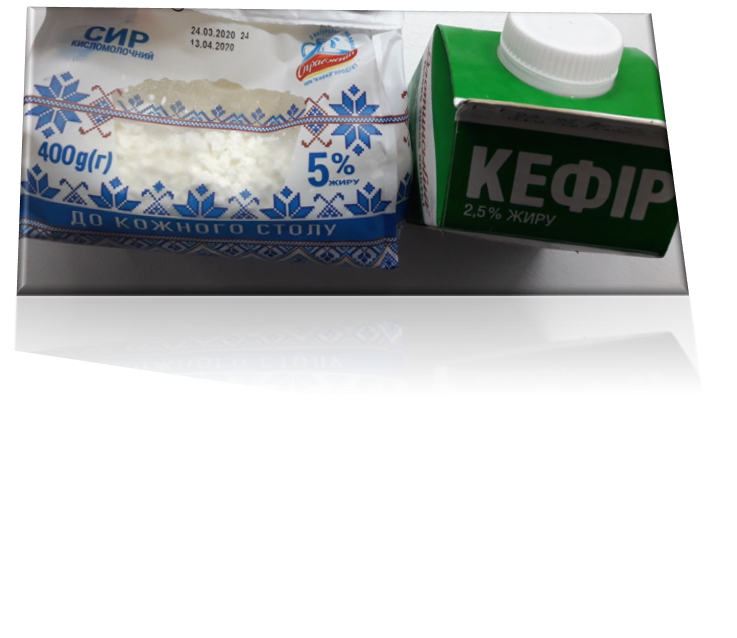 СИР
КИСЛОМОЛОЧНИЙ
24.03.2020 24
13.04.2020
400g(г)
5%
ЖИРУ
ДО КОЖНОГО СТОЛУ
КЕФІР
2,5% ЖИРУ